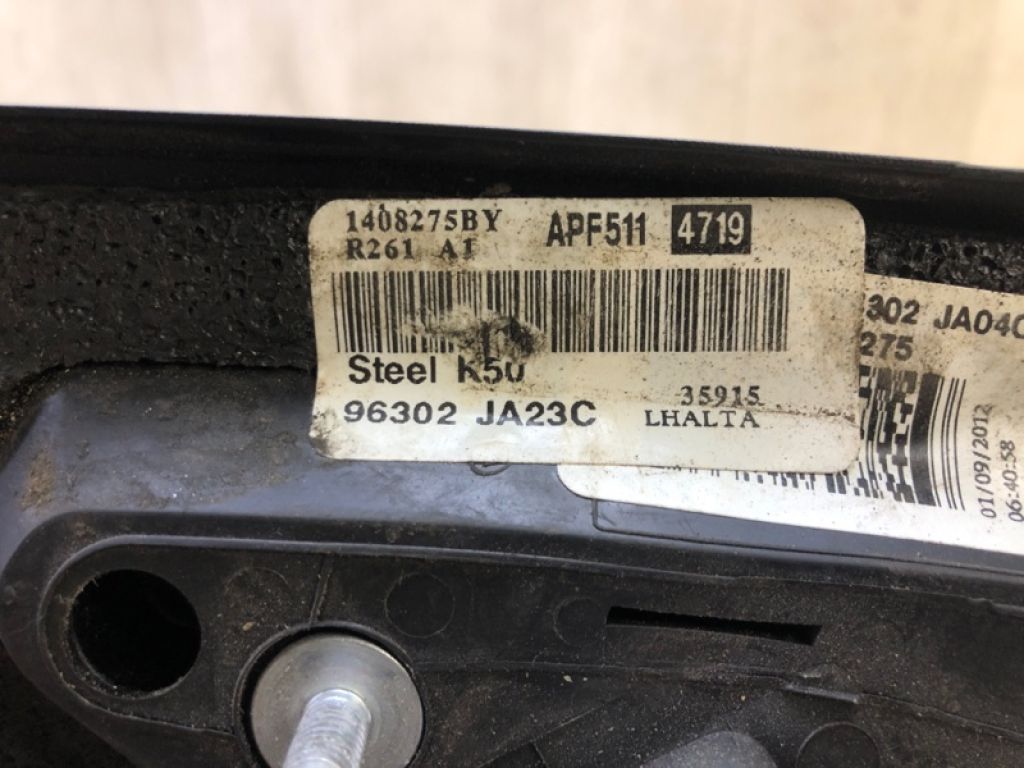 1408275BY APF511 4719
R261 A1
Steel K50
96302 JA23C
35915
LHALTA
302 JA04C
275
01/09/2012
06:40:58